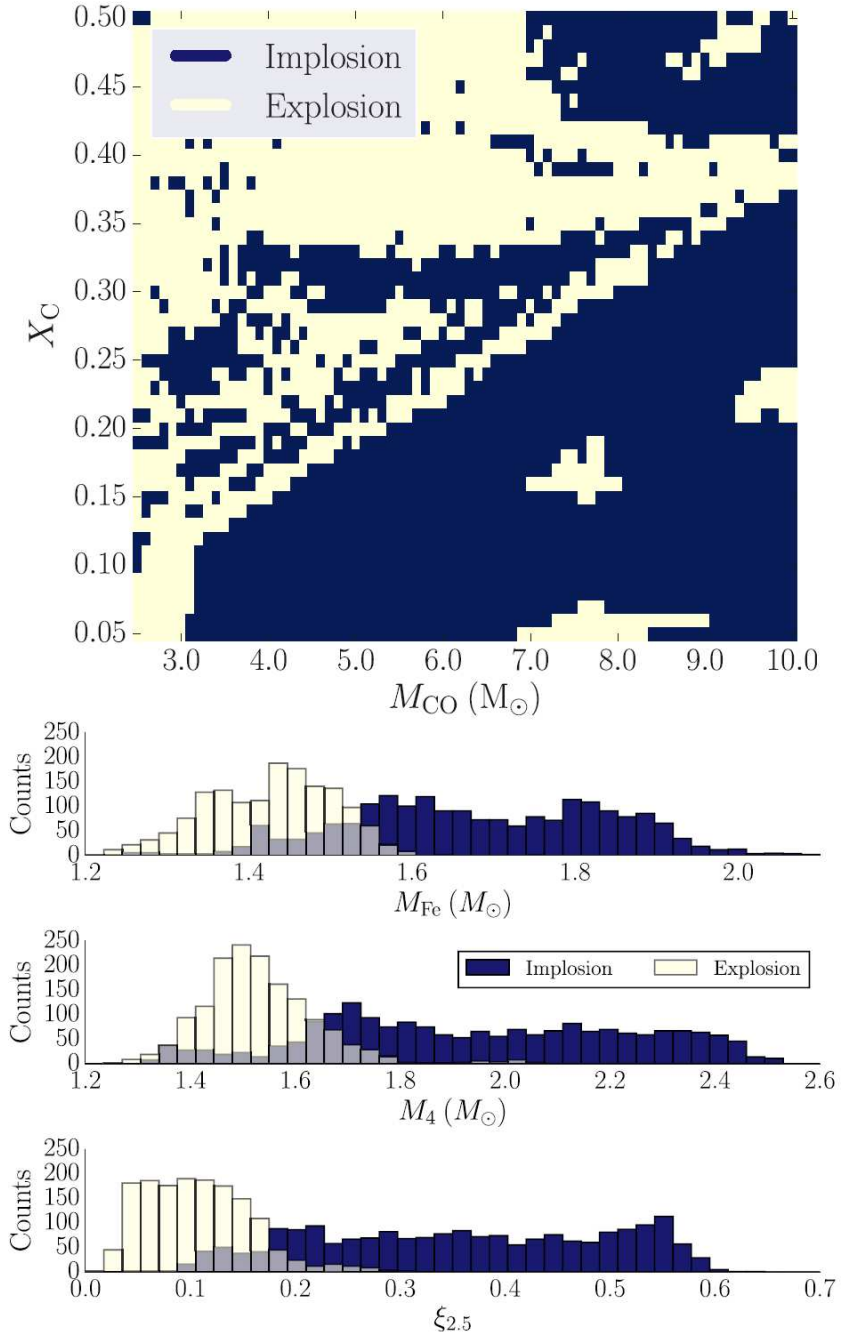 0.50
0.45
0.40
0.35
0.30
0.25
0.20
0.15
0.10
0.05
X_C
Implosion
Explosion
3.0 4.0 5.0 6.0 7.0 8.0 9.0 10.0
M_CO (M_⊙)
250
200
150
100
50
0
Counts
1.2 1.4 1.6 1.8 2.0
M_Fe (M_⊙)
250
200
150
100
50
0
Counts
Implosion Explosion
1.2 1.4 1.6 1.8 2.0 2.2 2.4 2.6
M_4 (M_⊙)
250
200
150
100
50
0
Counts
0.0 0.1 0.2 0.3 0.4 0.5 0.6 0.7
ξ_2.5